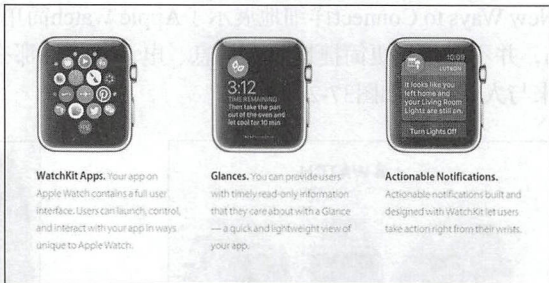 3:12
TIME REMAINING
Then take the pan
out of the oven and
let cool for 10 min
10:09
LUTRON
It looks like you
left home and
your Living Room
Lights are still on.
Turn Lights Off
WatchKit Apps. Your app on
Apple Watch contains a full user
interface. Users can launch, control,
and interact with your app in ways
unique to Apple Watch.
Glances. You can provide users
with timely read-only information
that they care about with a Glance
— a quick and lightweight view of
your app.
Actionable Notifications.
Actionable notifications built and
designed with WatchKit let users
take action right from their wrists.